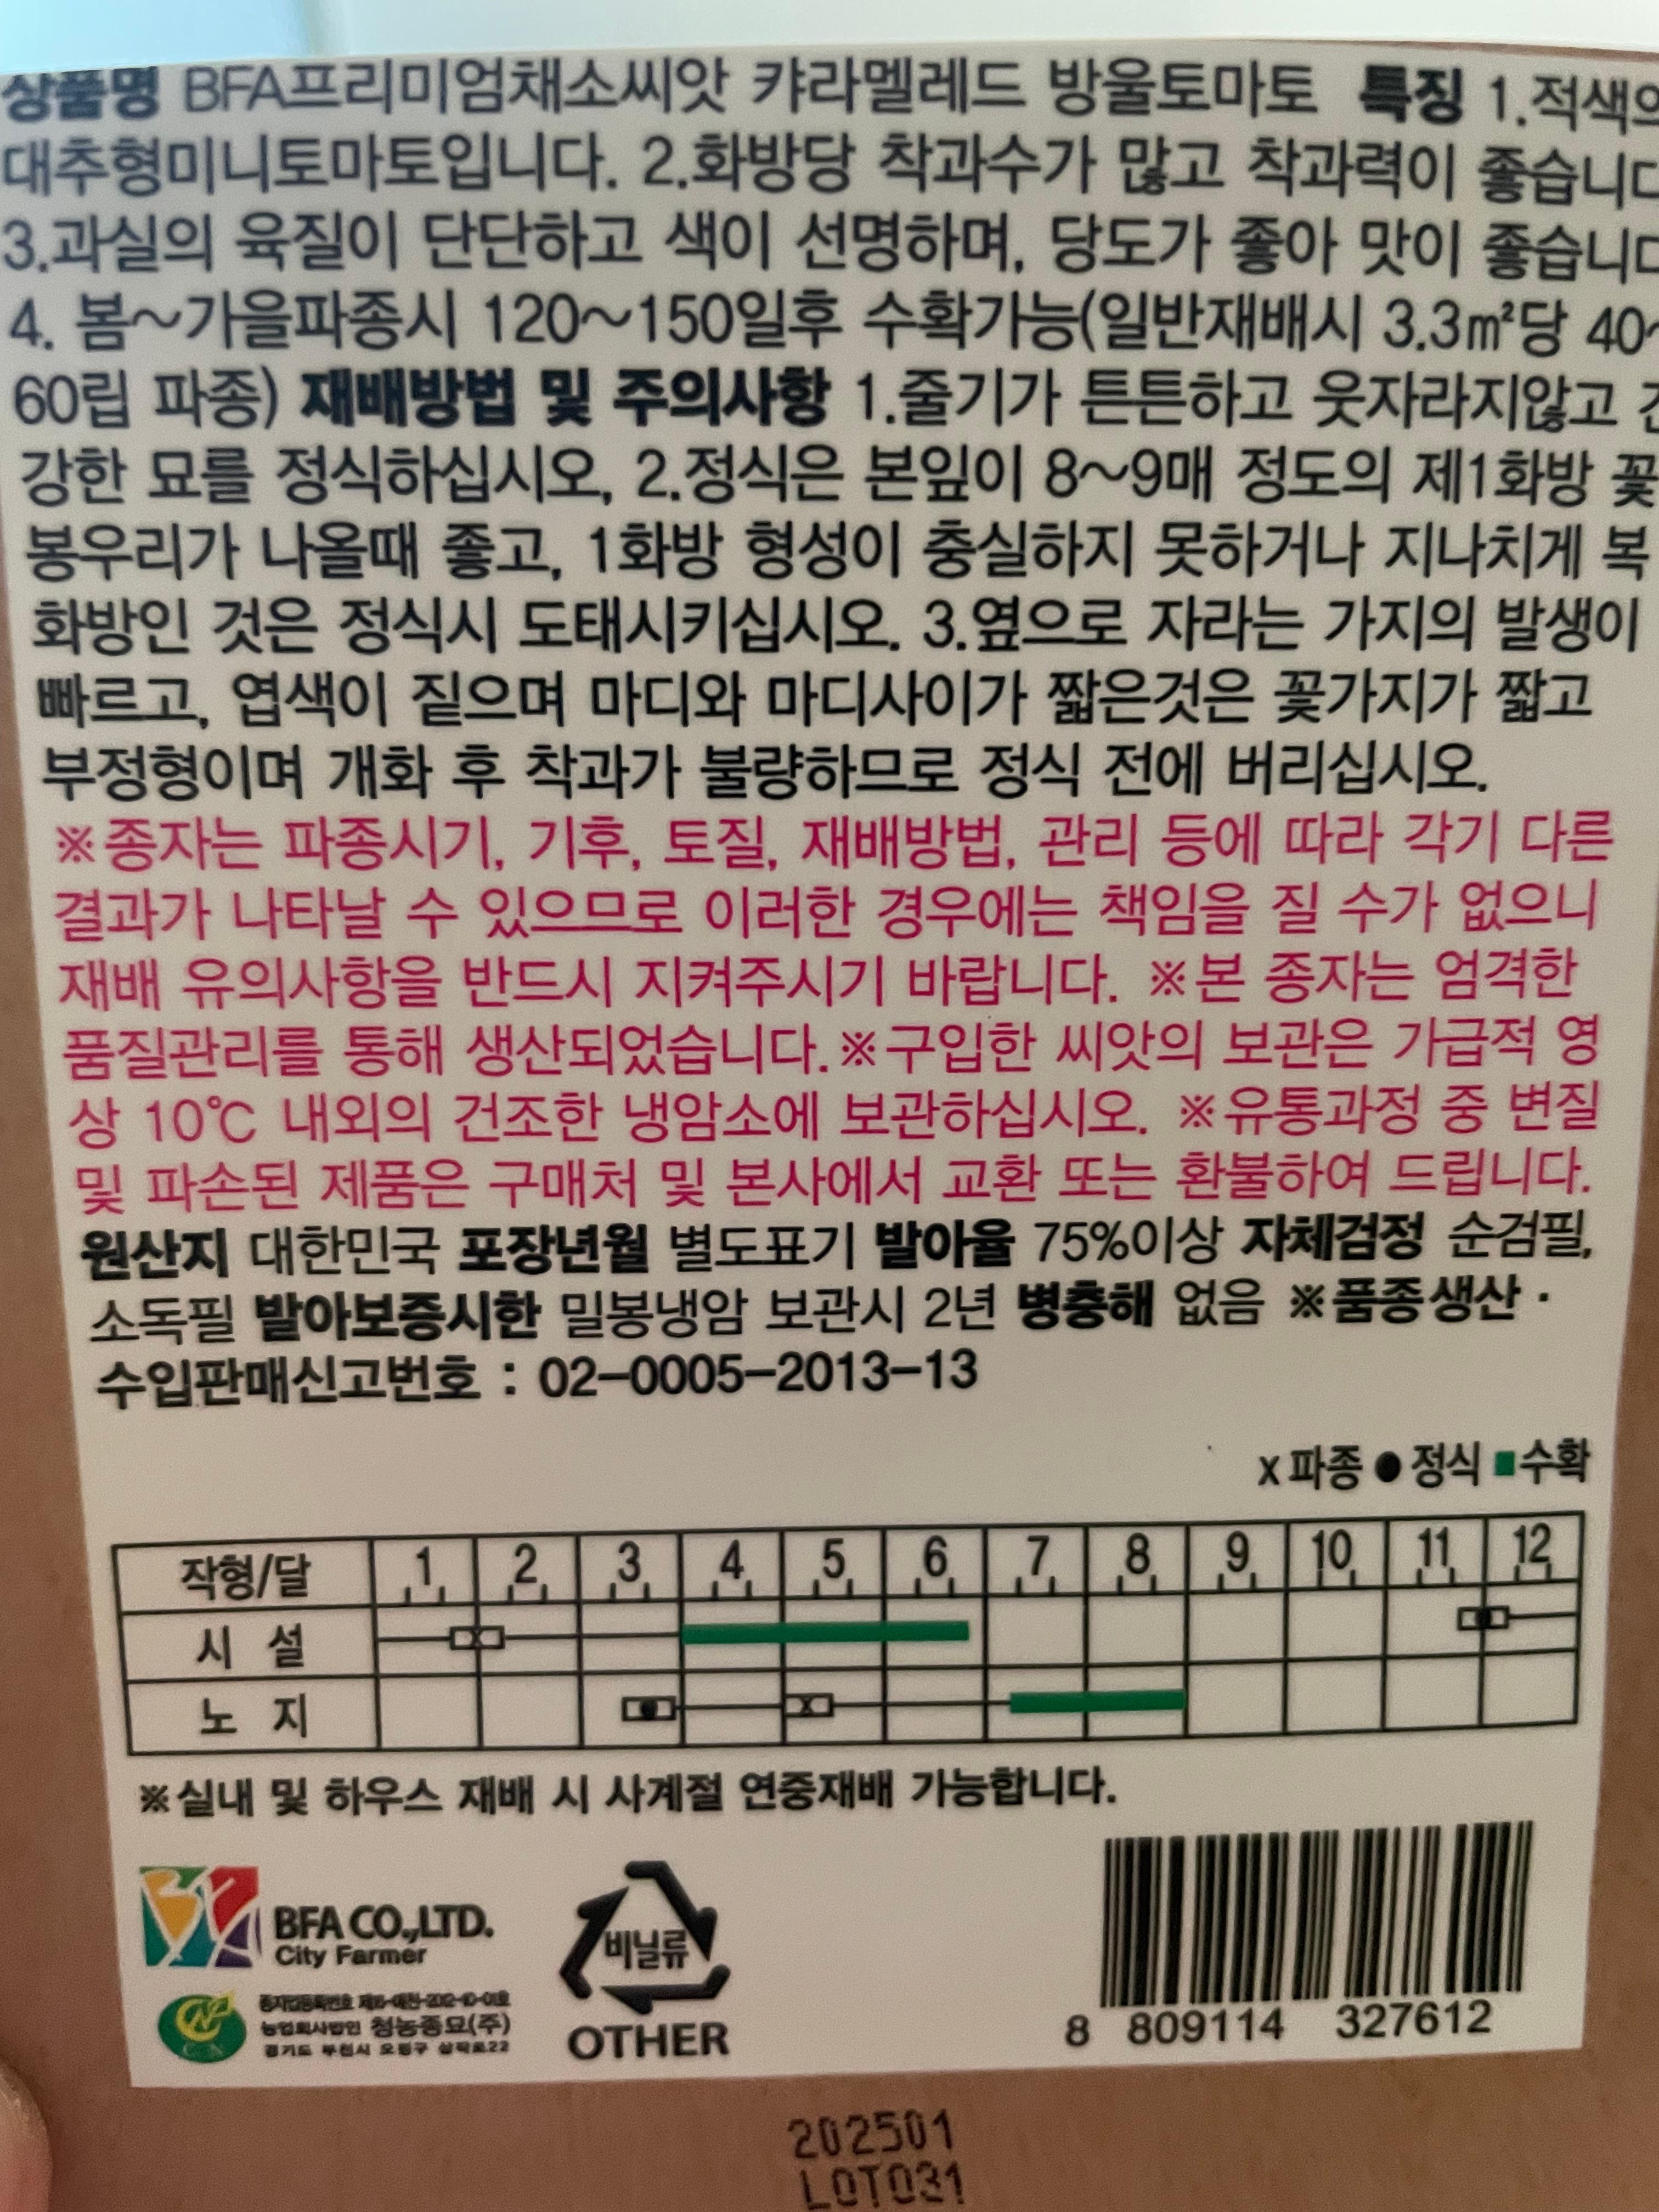 상품명 BFA프리미엄채소씨앗 캬라멜레드 방울토마토 특징 1.적색의
대추형미니토마토입니다. 2.화방당 착과수가 많고 착과력이 좋습니다
3.과실의 육질이 단단하고 색이 선명하며, 당도가 좋아 맛이 좋습니다
4. 봄~가을파종시 120~150일후 수확가능(일반재배시 3.3㎡당 40~
60립 파종) 재배방법 및 주의사항 1.줄기가 튼튼하고 웃자라지않고 건
강한 묘를 정식하십시오, 2.정식은 본잎이 8~9매 정도의 제1화방 꽃
봉우리가 나올때 좋고, 1화방 형성이 충실하지 못하거나 지나치게 복
화방인 것은 정식시 도태시키십시오. 3.옆으로 자라는 가지의 발생이
빠르고, 엽색이 짙으며 마디와 마디사이가 짧은것은 꽃가지가 짧고
부정형이며 개화 후 착과가 불량하므로 정식 전에 버리십시오.
※종자는 파종시기, 기후, 토질, 재배방법, 관리 등에 따라 각기 다른
결과가 나타날 수 있으므로 이러한 경우에는 책임을 질 수가 없으니
재배 유의사항을 반드시 지켜주시기 바랍니다. ※본 종자는 엄격한
품질관리를 통해 생산되었습니다.※구입한 씨앗의 보관은 가급적 영
상 10℃ 내외의 건조한 냉암소에 보관하십시오. ※유통과정 중 변질
및 파손된 제품은 구매처 및 본사에서 교환 또는 환불하여 드립니다.
원산지 대한민국 포장년월 별도표기 발아율 75%이상 자체검정 순검필,
소독필 발아보증시한 밀봉냉암 보관시 2년 병충해 없음 ※품종생산·
수입판매신고번호 : 02-0005-2013-13
x 파종 ● 정식 ■ 수확
작형/달 1 2 3 4 5 6 7 8 9 10 11 12
시 설
노 지
※실내 및 하우스 재배 시 사계절 연중재배 가능합니다.
BFA CO.,LTD.
City Farmer
농업회사법인 청농종묘(주)
경기도 부천시 오정구 삼작로22
비닐류
OTHER
8 809114 327612
202501
LOT031